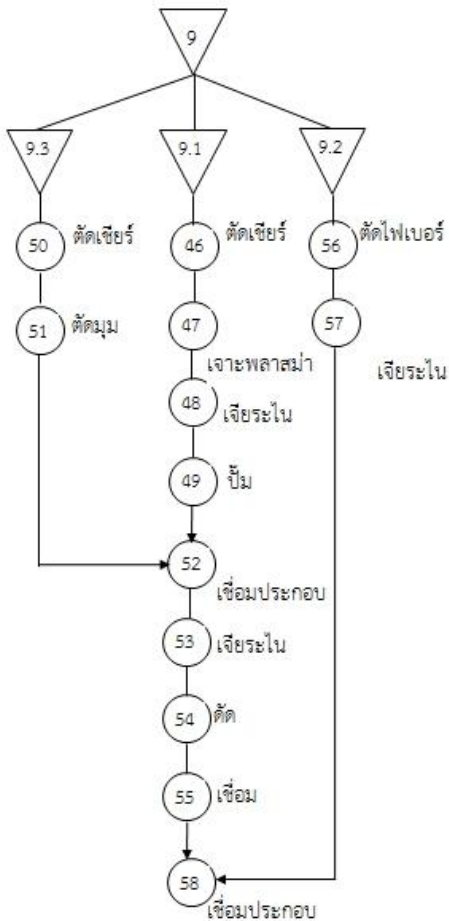 9
9.3 9.1 9.2
50 ตัดเชียร์ 46 ตัดเชียร์ 56 ตัดไฟเบอร์
51 ตัดมุม 47 57
เจาะพลาสม่า เจียระไน
48 เจียระไน
49 ปั๊ม
52
เชื่อมประกอบ
53 เจียระไน
54 ดัด
55 เชื่อม
58
เชื่อมประกอบ